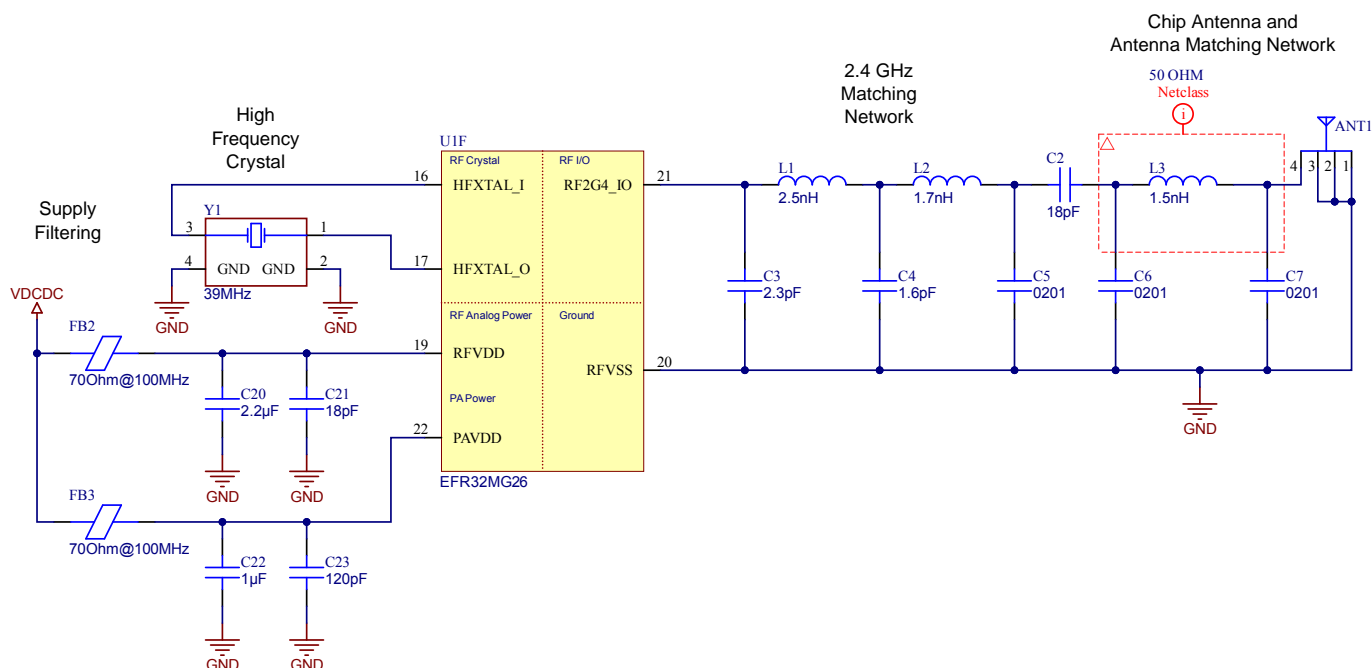 Chip Antenna and
Antenna Matching Network
50 OHM
Netclass
i
2.4 GHz
Matching
Network
High
Frequency
Crystal
Supply
Filtering
U1F
RF Crystal
RF I/O
16
HFXTAL_I
RF2G4_IO
21
L1
2.5nH
L2
1.7nH
C2
18pF
L3
1.5nH
4
3
2
1
ANT1
Y1
3
1
4
GND
GND
2
39MHz
GND
GND
17
HFXTAL_O
C3
2.3pF
C4
1.6pF
C5
0201
C6
0201
C7
0201
VDCDC
FB2
70Ohm@100MHz
RF Analog Power
Ground
19
RFVDD
RFVSS
20
GND
C20
2.2µF
C21
18pF
GND
GND
PA Power
22
PAVDD
EFR32MG26
FB3
70Ohm@100MHz
C22
1µF
C23
120pF
GND
GND